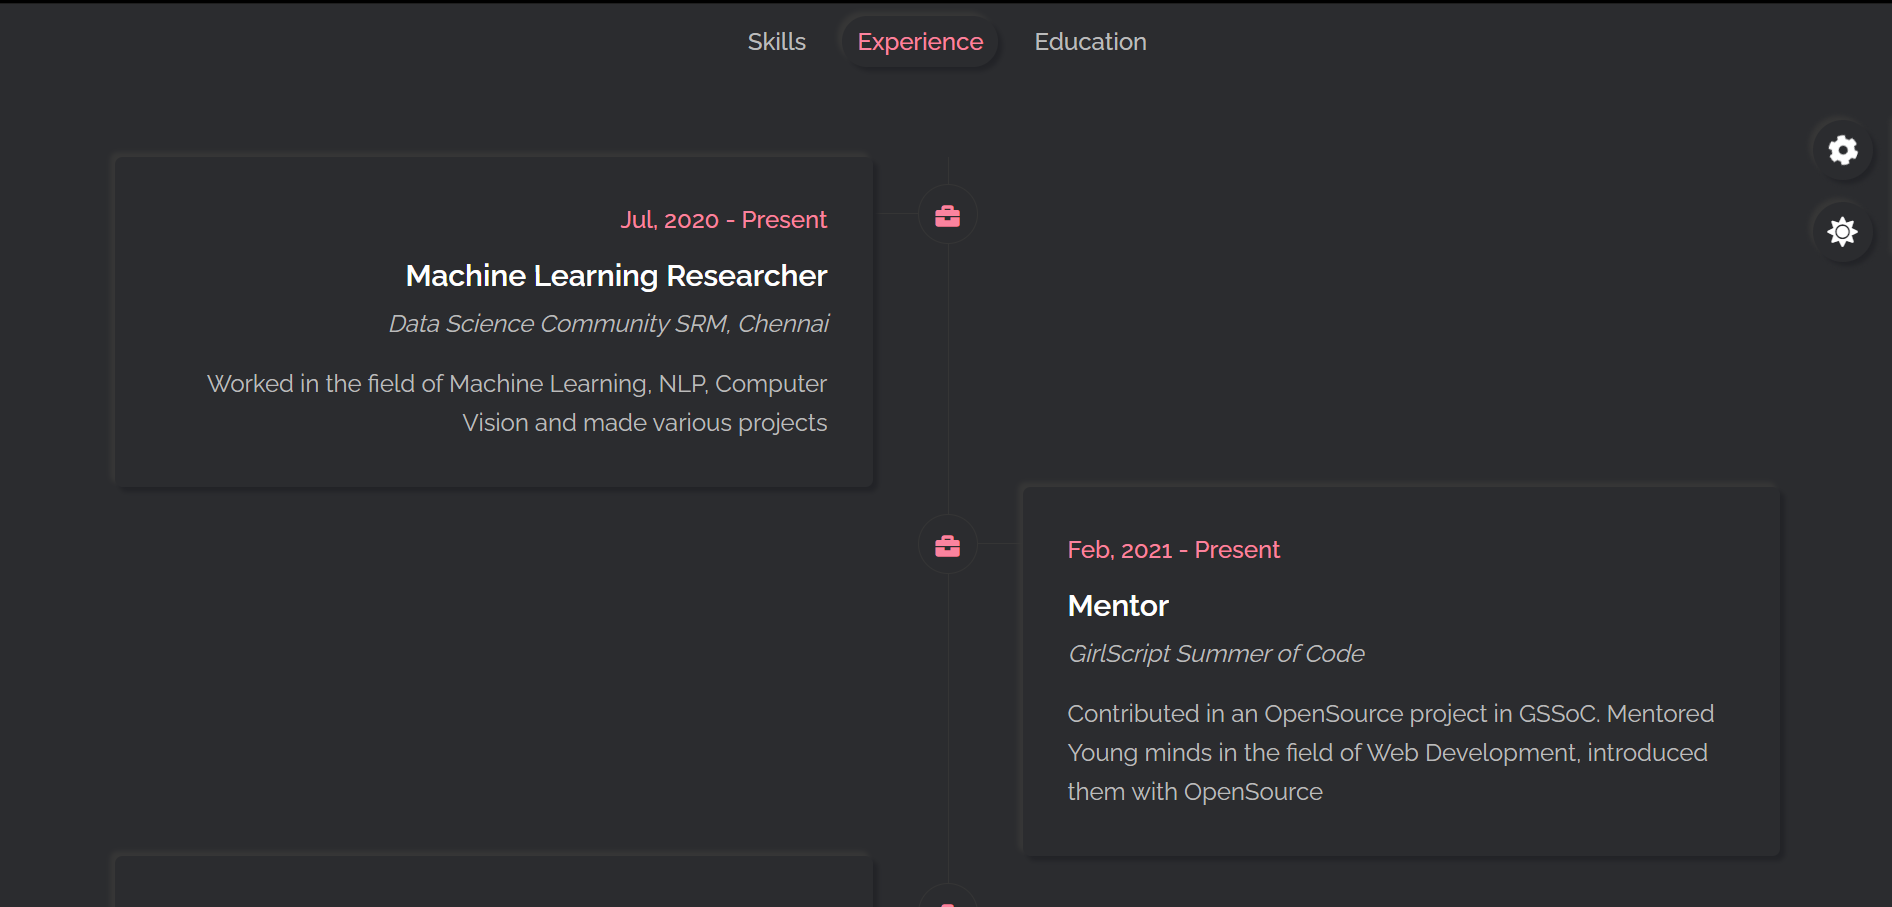 Skills
Experience
Education
Jul, 2020 - Present
Machine Learning Researcher
Data Science Community SRM, Chennai
Worked in the field of Machine Learning, NLP, Computer
Vision and made various projects
Feb, 2021 - Present
Mentor
GirlScript Summer of Code
Contributed in an OpenSource project in GSSoC. Mentored
Young minds in the field of Web Development, introduced
them with OpenSource